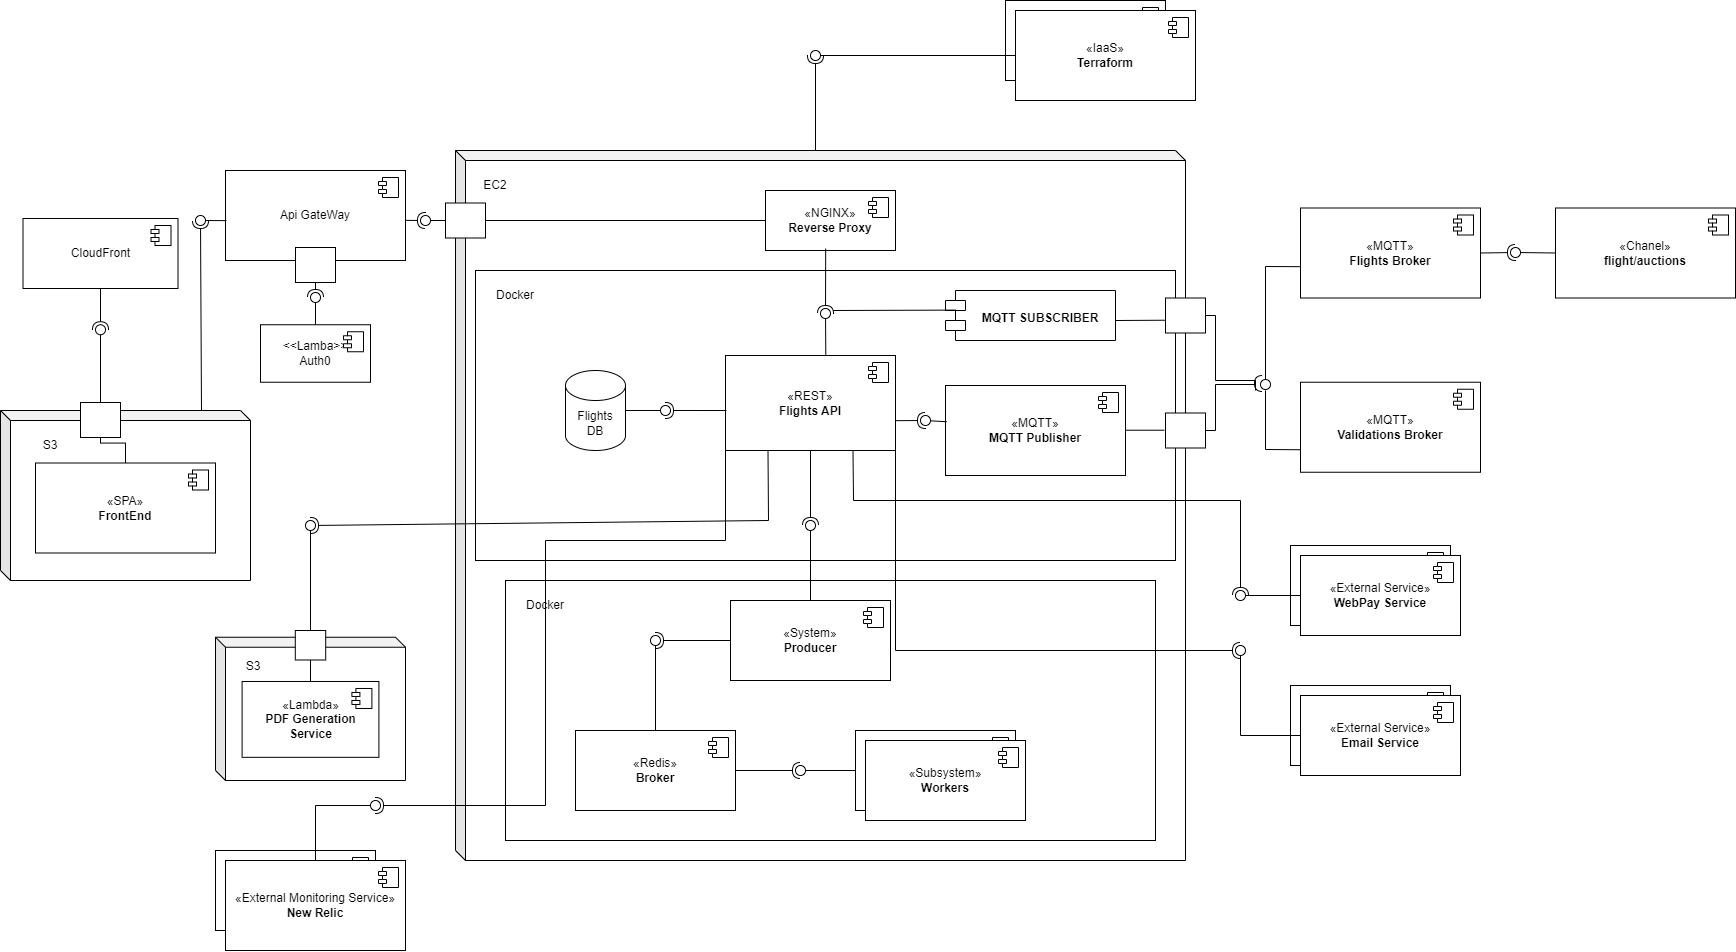 «IaaS»
Terraform
EC2
Api GateWay
«NGINX»
Reverse Proxy
CloudFront
«MQTT»
Flights Broker
«Chanel»
flight/auctions
Docker
MQTT SUBSCRIBER
<<Lamba>>
Auth0
«REST»
Flights API
Flights
DB
«MQTT»
MQTT Publisher
«MQTT»
Validations Broker
S3
«SPA»
FrontEnd
Docker
«External Service»
WebPay Service
«System»
Producer
S3
«Lambda»
PDF Generation
Service
«External Service»
Email Service
«Redis»
Broker
«Subsystem»
Workers
«External Monitoring Service»
New Relic